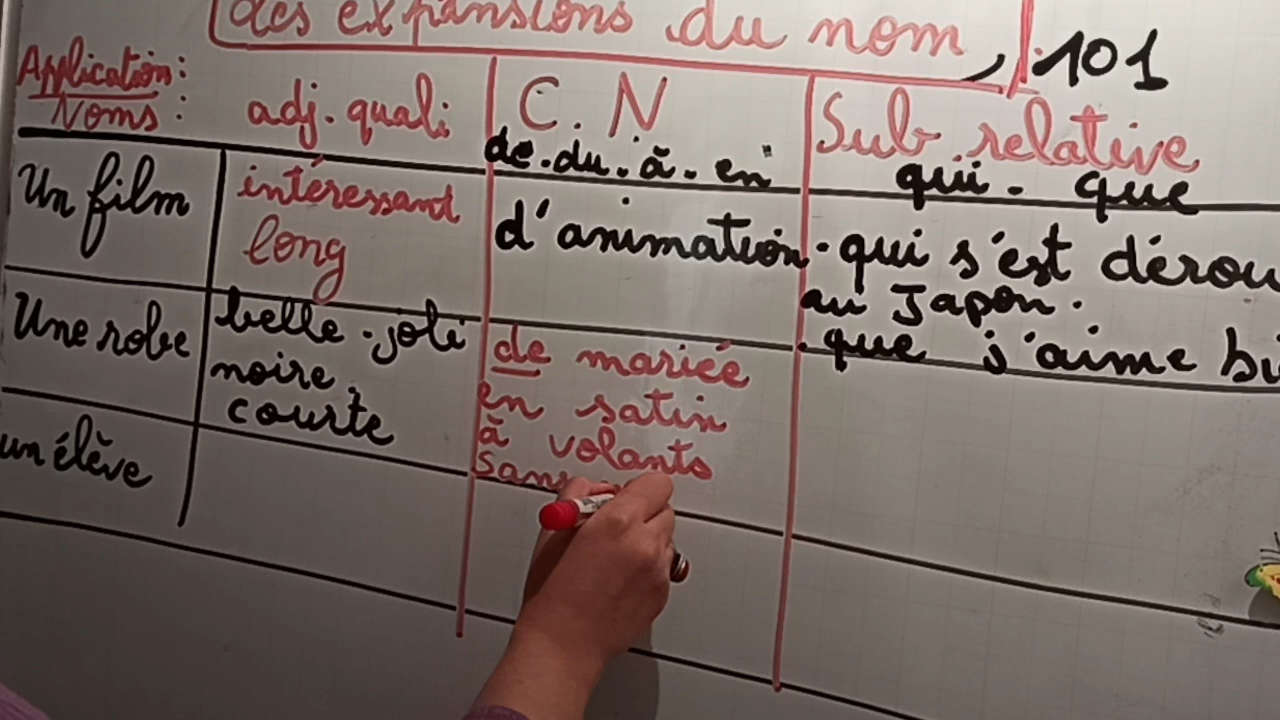 des expansions du nom
101
Application:
Noms: adj. quali C. N Sub relative
de. du. à. en qui. que
Un film intéressant long d'animation. qui s'est dérou
au Japon.
.que j'aime bi
Une robe belle. joli
noire.
courte
de mariée
en satin
à volants
sans
un élève